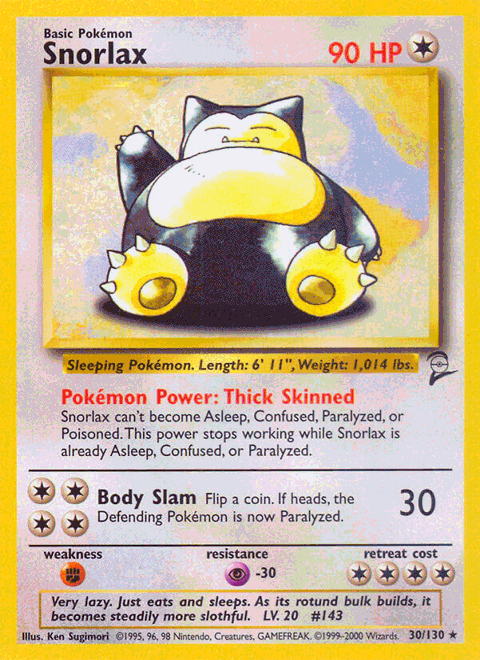 Basic Pokémon
Snorlax
90 HP
Sleeping Pokémon. Length: 6' 11", Weight: 1,014 lbs.
Pokémon Power: Thick Skinned
Snorlax can't become Asleep, Confused, Paralyzed, or
Poisoned. This power stops working while Snorlax is
already Asleep, Confused, or Paralyzed.
Body Slam Flip a coin. If heads, the 30
Defending Pokémon is now Paralyzed.
weakness resistance retreat cost
-30
Very lazy. Just eats and sleeps. As its rotund bulk builds, it
becomes steadily more slothful. LV. 20 #143
Illus. Ken Sugimori ©1995, 96, 98 Nintendo, Creatures, GAMEFREAK. ©1999-2000 Wizards. 30/130 ★